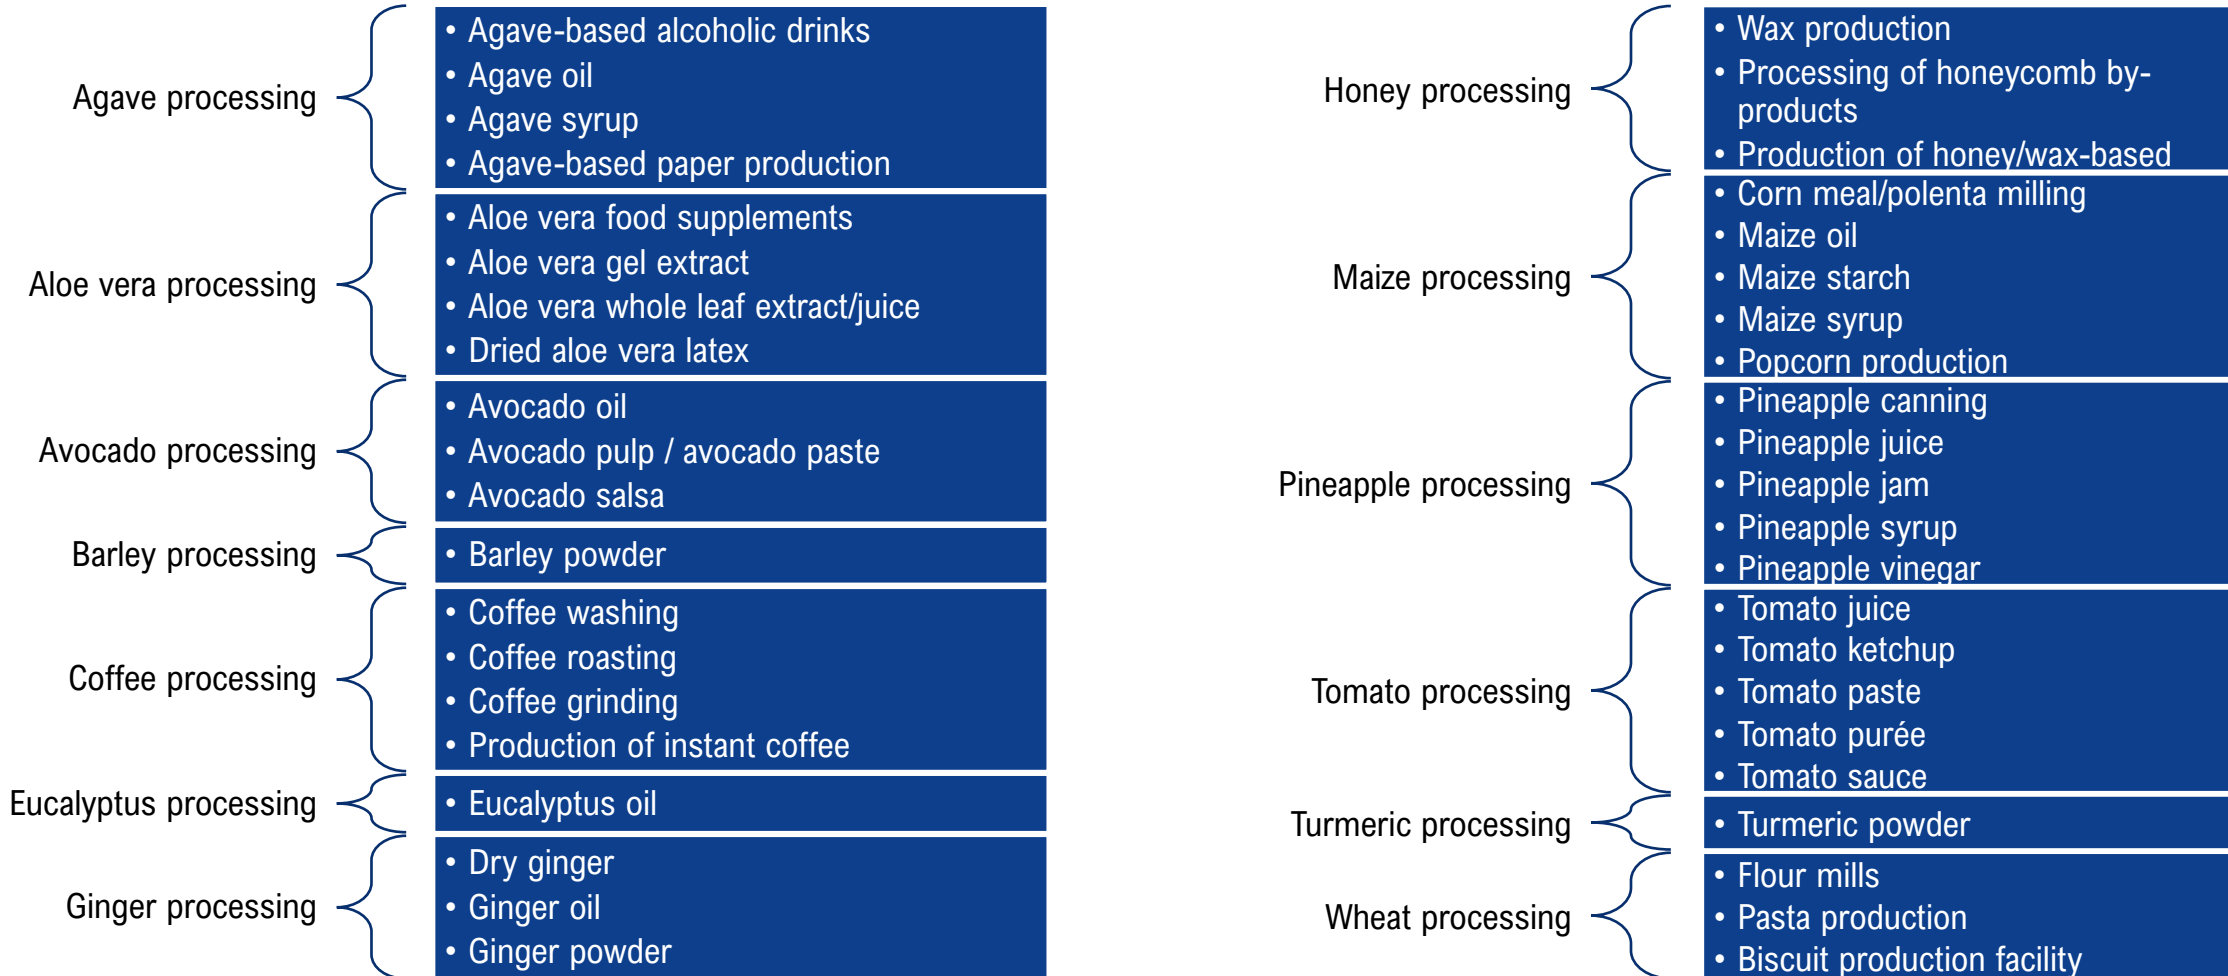 Agave processing
• Agave-based alcoholic drinks
• Agave oil
• Agave syrup
• Agave-based paper production
Aloe vera processing
• Aloe vera food supplements
• Aloe vera gel extract
• Aloe vera whole leaf extract/juice
• Dried aloe vera latex
Avocado processing
• Avocado oil
• Avocado pulp / avocado paste
• Avocado salsa
Barley processing
• Barley powder
Coffee processing
• Coffee washing
• Coffee roasting
• Coffee grinding
• Production of instant coffee
Eucalyptus processing
• Eucalyptus oil
Ginger processing
• Dry ginger
• Ginger oil
• Ginger powder
Honey processing
• Wax production
• Processing of honeycomb by-
products
• Production of honey/wax-based
Maize processing
• Corn meal/polenta milling
• Maize oil
• Maize starch
• Maize syrup
• Popcorn production
Pineapple processing
• Pineapple canning
• Pineapple juice
• Pineapple jam
• Pineapple syrup
• Pineapple vinegar
Tomato processing
• Tomato juice
• Tomato ketchup
• Tomato paste
• Tomato purée
• Tomato sauce
Turmeric processing
• Turmeric powder
Wheat processing
• Flour mills
• Pasta production
• Biscuit production facility